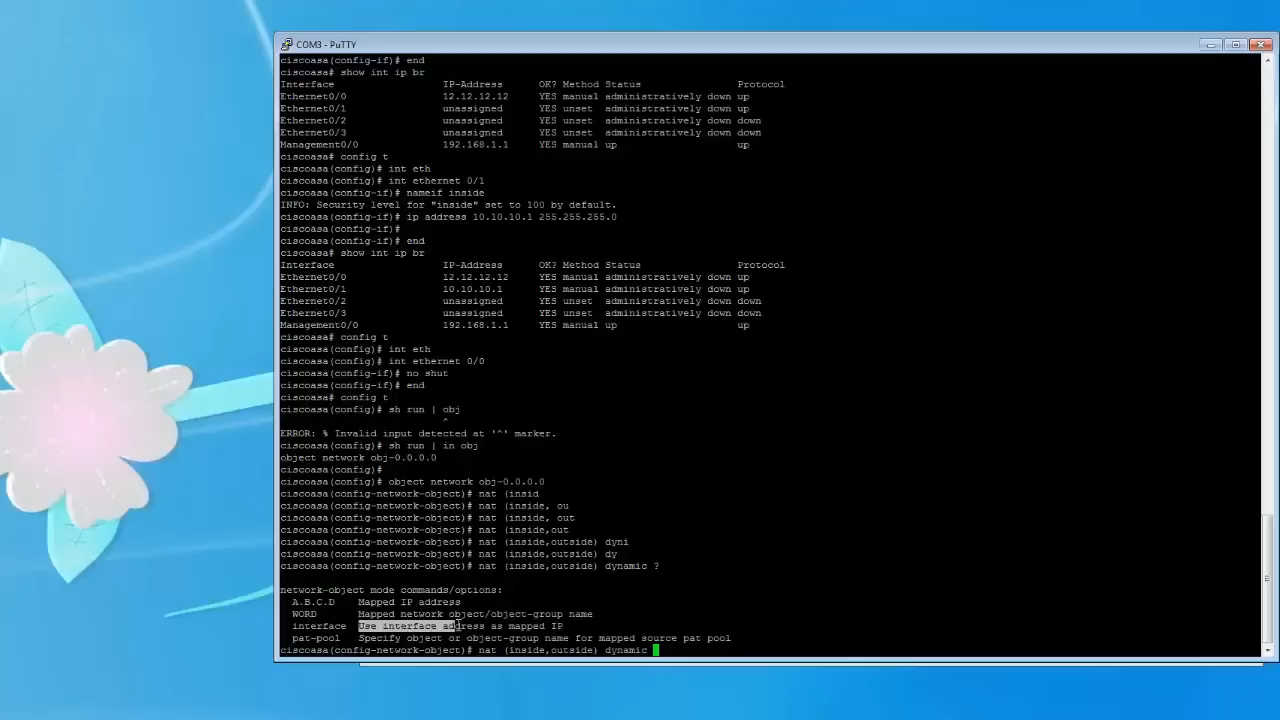 COM3 - PuTTY
ciscoasa(config-if)# end
ciscoasa# show int ip br
Interface IP-Address OK? Method Status Protocol
Ethernet0/0 12.12.12.12 YES manual administratively down up
Ethernet0/1 unassigned YES unset administratively down up
Ethernet0/2 unassigned YES unset administratively down down
Ethernet0/3 unassigned YES unset administratively down down
Management0/0 192.168.1.1 YES manual up up
ciscoasa# config t
ciscoasa(config)# int eth
ciscoasa(config)# int ethernet 0/1
ciscoasa(config-if)# nameif inside
INFO: Security level for "inside" set to 100 by default.
ciscoasa(config-if)# ip address 10.10.10.1 255.255.255.0
ciscoasa(config-if)#
ciscoasa(config-if)# end
ciscoasa# show int ip br
Interface IP-Address OK? Method Status Protocol
Ethernet0/0 12.12.12.12 YES manual administratively down up
Ethernet0/1 10.10.10.1 YES manual administratively down up
Ethernet0/2 unassigned YES unset administratively down down
Ethernet0/3 unassigned YES unset administratively down down
Management0/0 192.168.1.1 YES manual up up
ciscoasa# config t
ciscoasa(config)# int eth
ciscoasa(config)# int ethernet 0/0
ciscoasa(config-if)# no shut
ciscoasa(config-if)# end
ciscoasa# config t
ciscoasa(config)# sh run | obj
^
ERROR: % Invalid input detected at '^' marker.
ciscoasa(config)# sh run | in obj
object network obj-0.0.0.0
ciscoasa(config)#
ciscoasa(config)# object network obj-0.0.0.0
ciscoasa(config-network-object)# nat (insid
ciscoasa(config-network-object)# nat (inside, ou
ciscoasa(config-network-object)# nat (inside, out
ciscoasa(config-network-object)# nat (inside,out
ciscoasa(config-network-object)# nat (inside,outside) dyni
ciscoasa(config-network-object)# nat (inside,outside) dy
ciscoasa(config-network-object)# nat (inside,outside) dynamic ?
network-object mode commands/options:
A.B.C.D Mapped IP address
WORD Mapped network object/object-group name
interface Use interface address as mapped IP
pat-pool Specify object or object-group name for mapped source pat pool
ciscoasa(config-network-object)# nat (inside,outside) dynamic